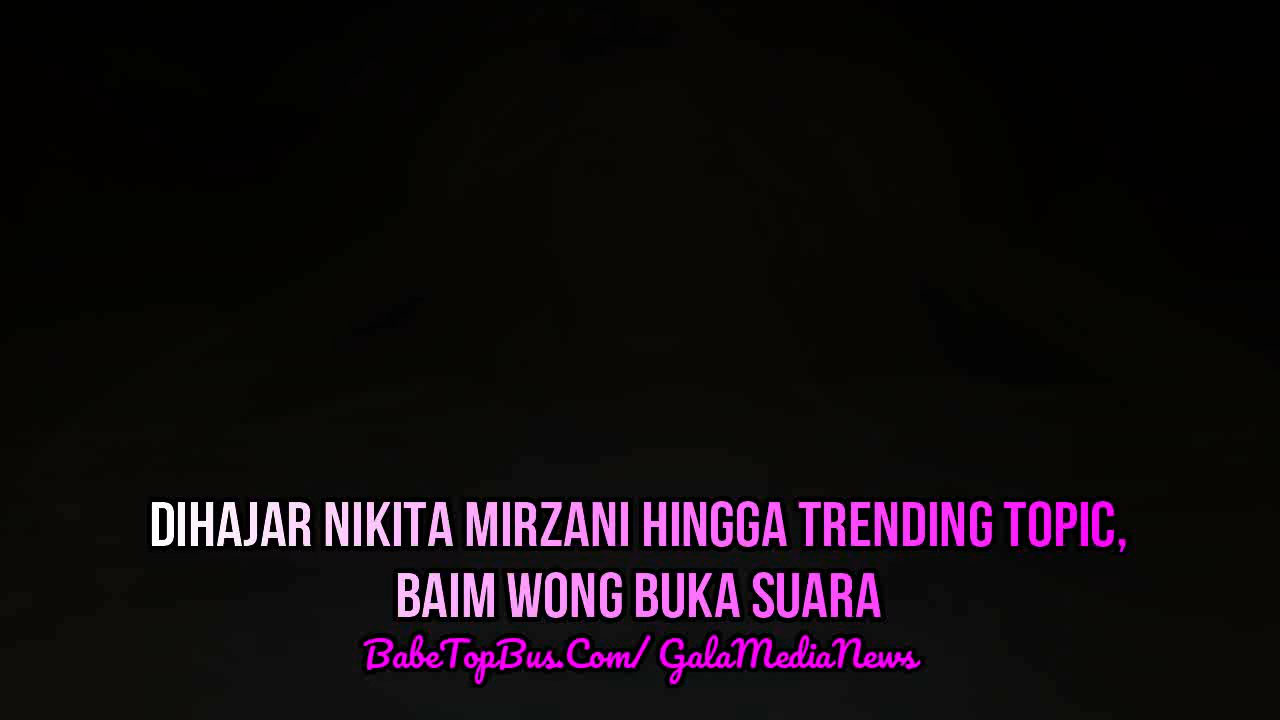 DIHAJAR NIKITA MIRZANI HINGGA TRENDING TOPIC,
BAIM WONG BUKA SUARA
BabeTopBus.Com/ GalaMediaNews